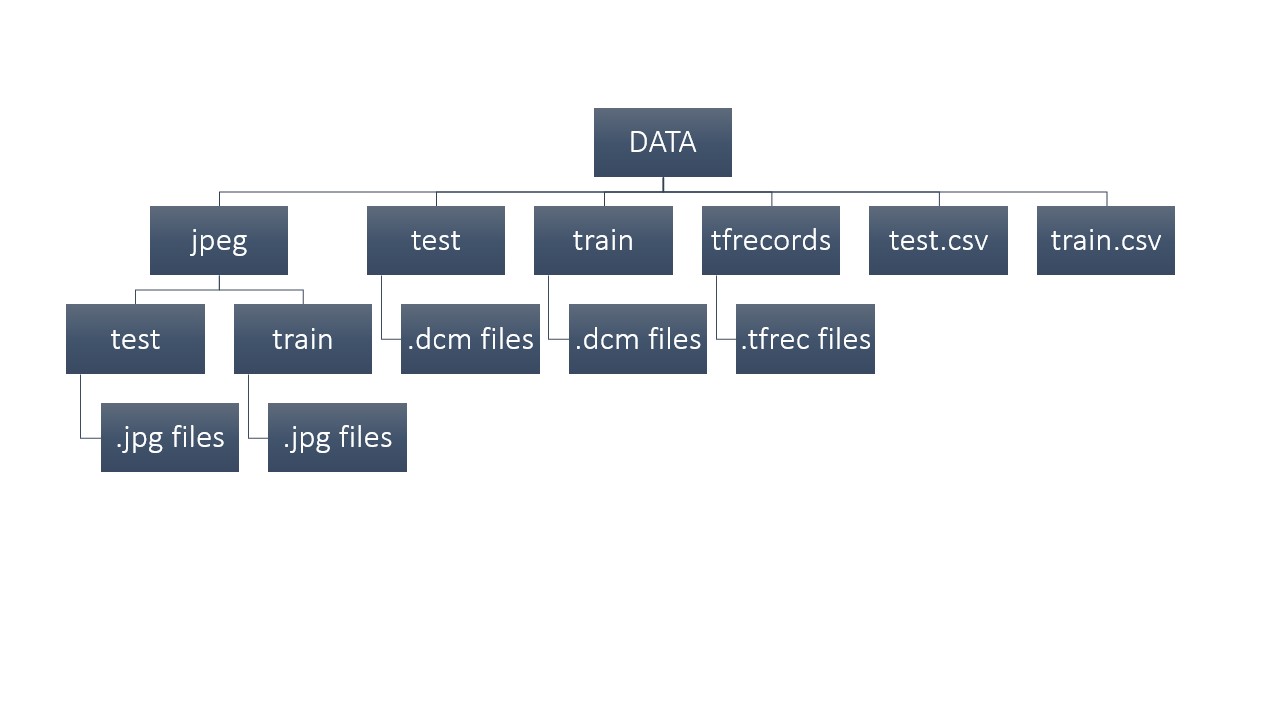 DATA
jpeg
test
train
tfrecords
test.csv
train.csv
test
train
.dcm files
.dcm files
.tfrec files
.jpg files
.jpg files